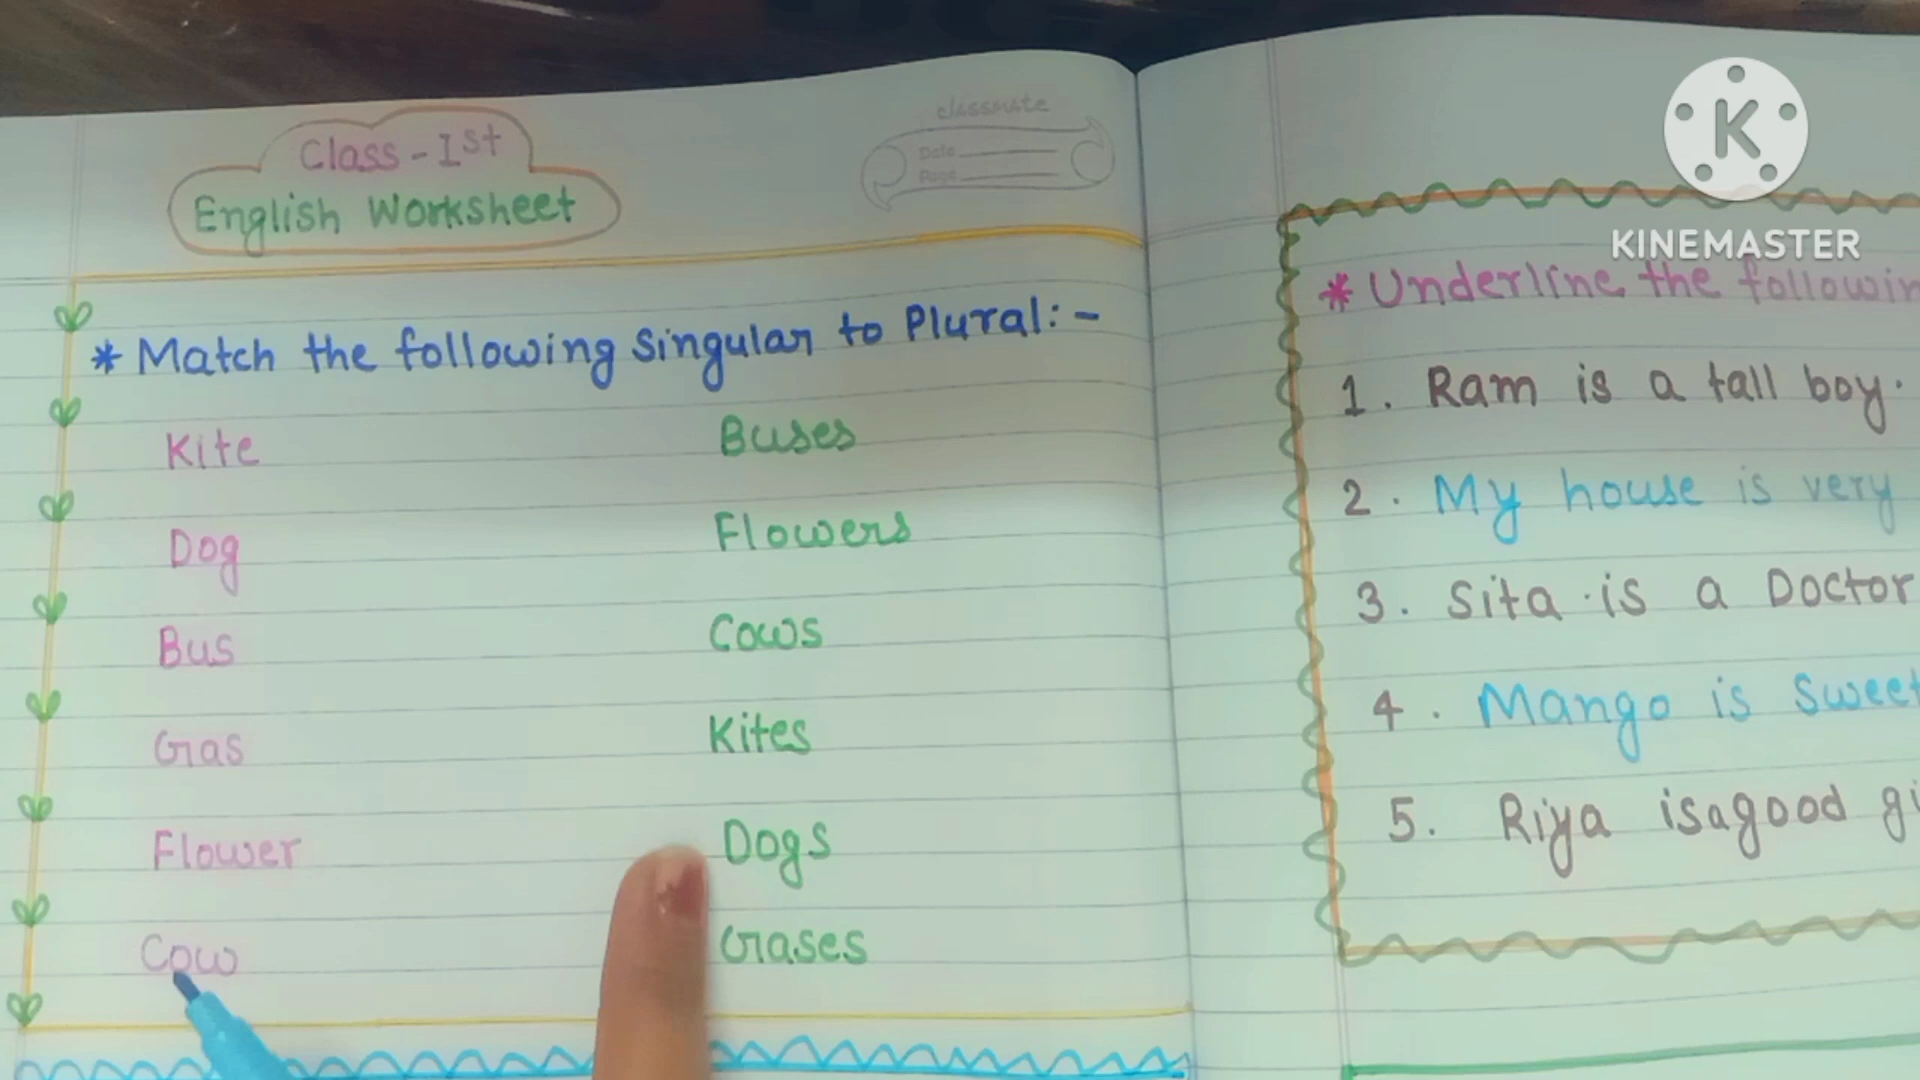 Class-1st
English Worksheet
classmate
Date
Page
* Match the following Singular to Plural:-
Kite Buses
Dog Flowers
Bus Cows
Gas Kites
Flower Dogs
Cow Gases
KINEMASTER
* Underline the
1. Ram is a tall boy.
2. My house is very
3. Sita is a Doctor
4. Mango is sweet
5. Riya isagood